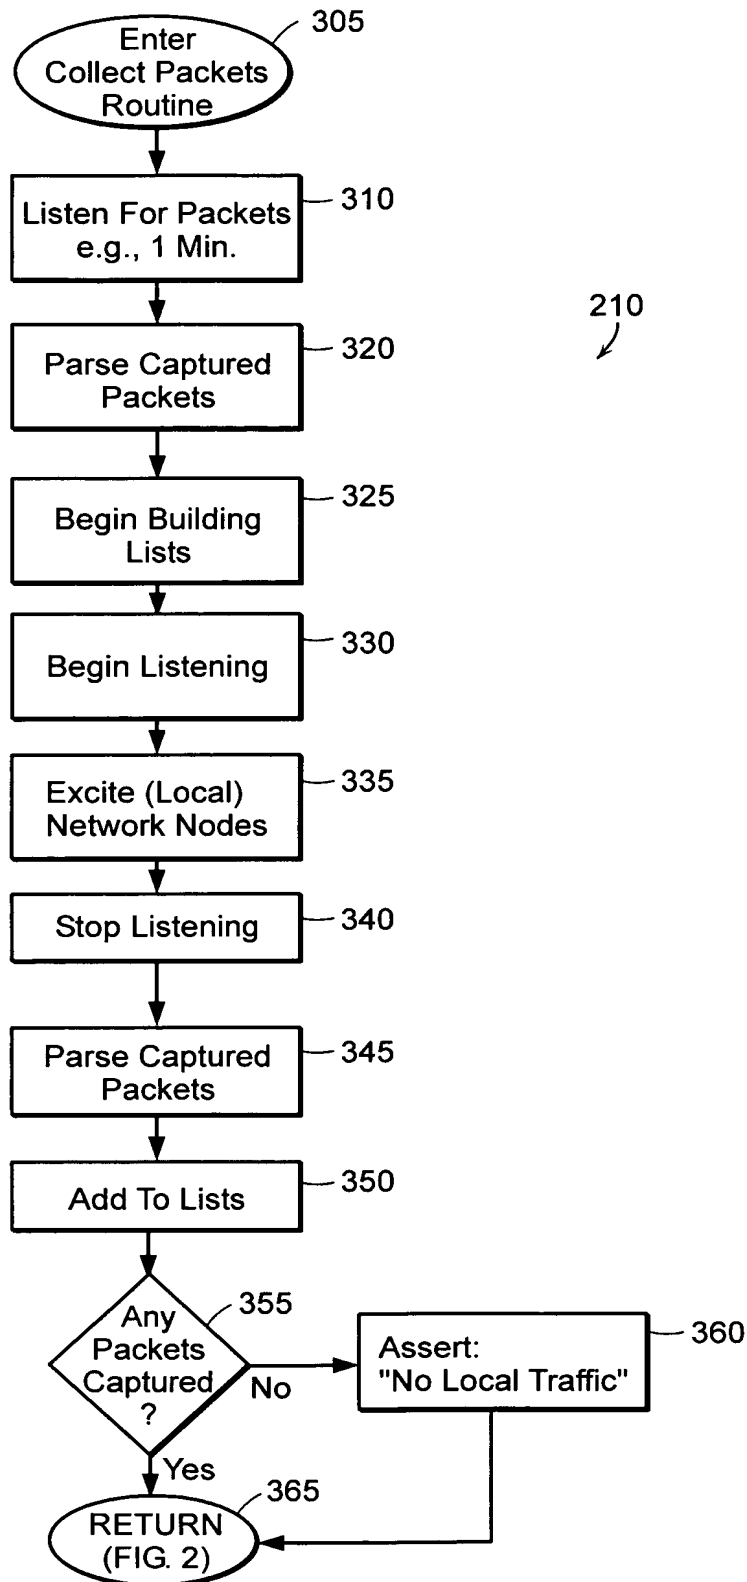 305
Enter
Collect Packets
Routine
310
Listen For Packets
e.g., 1 Min.
210
320
Parse Captured
Packets
325
Begin Building
Lists
330
Begin Listening
335
Excite (Local)
Network Nodes
340
Stop Listening
345
Parse Captured
Packets
350
Add To Lists
355
Any
Packets
Captured
?
No
360
Assert:
"No Local Traffic"
Yes
365
RETURN
(FIG. 2)